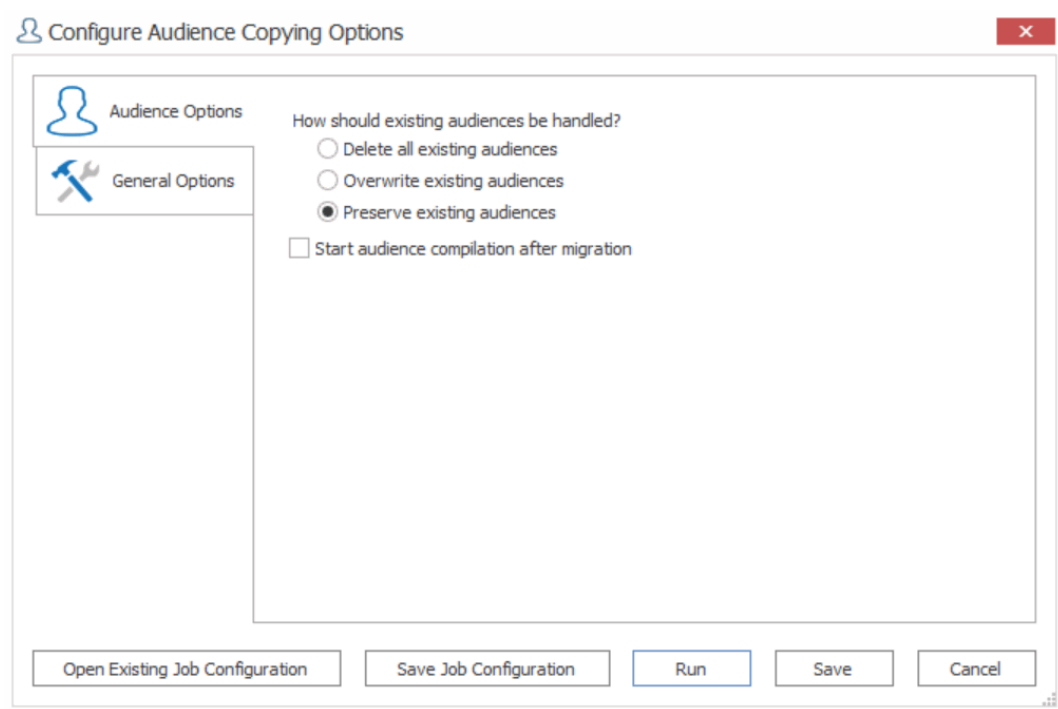 Configure Audience Copying Options
Audience Options
General Options
How should existing audiences be handled?
Delete all existing audiences
Overwrite existing audiences
Preserve existing audiences
Start audience compilation after migration
Open Existing Job Configuration
Save Job Configuration
Run
Save
Cancel